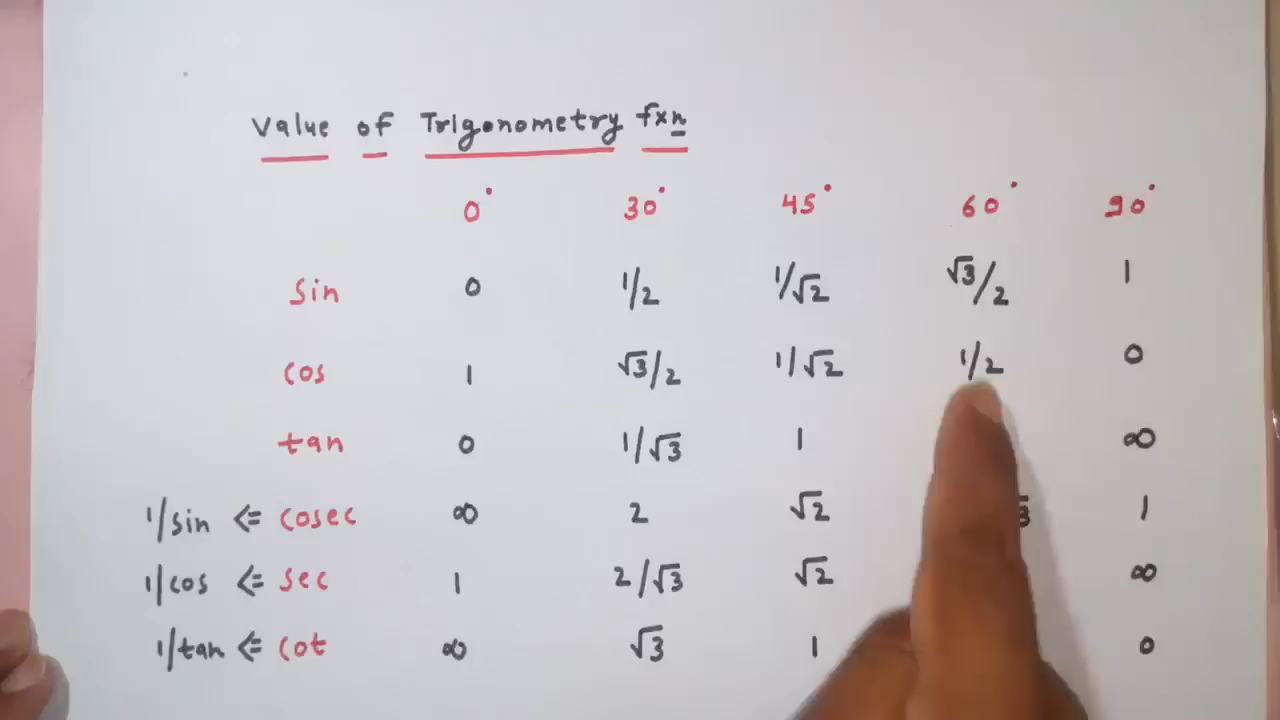 Value of Trigonometry fxn
0° 30° 45° 60° 90°
sin 0 1/2 1/√2 √3/2 1
cos 1 √3/2 1/√2 1/2 0
tan 0 1/√3 1 ∞
1/sin <= cosec ∞ 2 √2 1
1/cos <= sec 1 2/√3 √2 ∞
1/tan <= cot ∞ √3 1 0